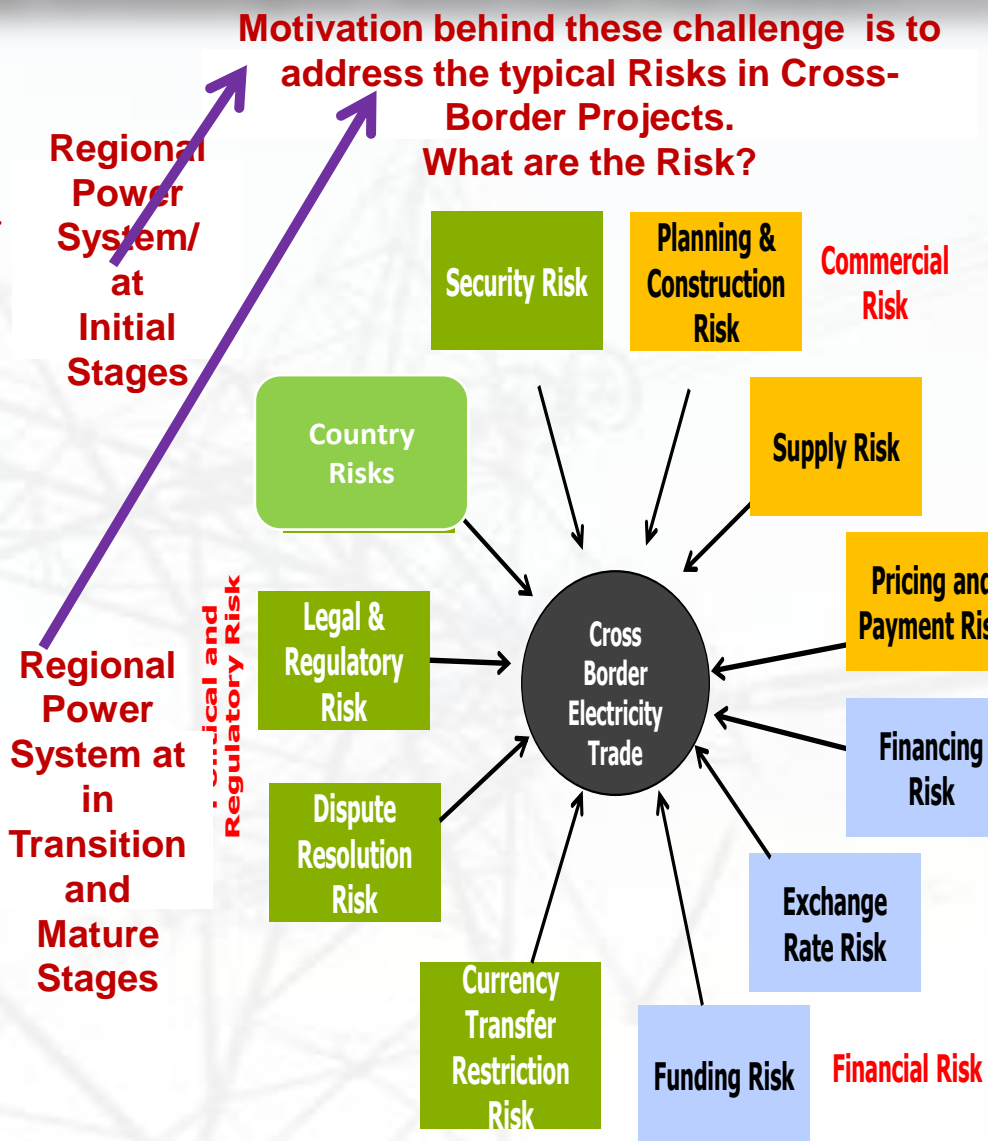 Motivation behind these challenge is to
address the typical Risks in Cross-
Border Projects.
What are the Risk?
Regional
Power
System/
at
Initial
Stages
Security Risk
Planning &
Construction
Risk
Commercial
Risk
Country
Risks
Supply Risk
Pricing and
Payment
Legal &
Regulatory
Risk
Cross
Border
Electricity
Trade
and
Regulatory Risk
Regional
Power
System at
in
Transition
and
Mature
Stages
Financing
Risk
Dispute
Resolution
Risk
Exchange
Rate Risk
Currency
Transfer
Restriction
Risk
Funding Risk
Financial Risk